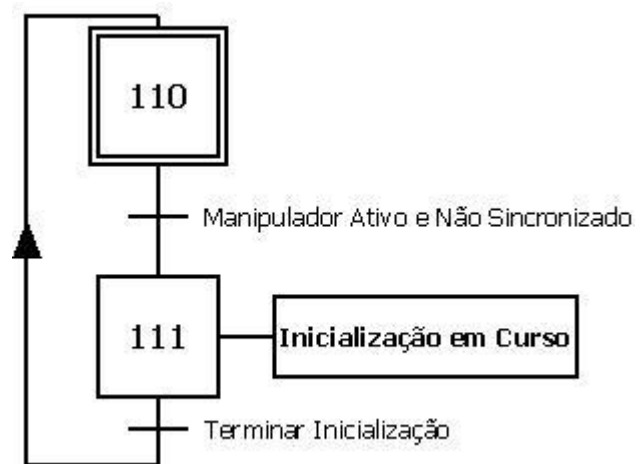 110
Manipulador Ativo e Não Sincronizado
111
Inicialização em Curso
Terminar Inicialização